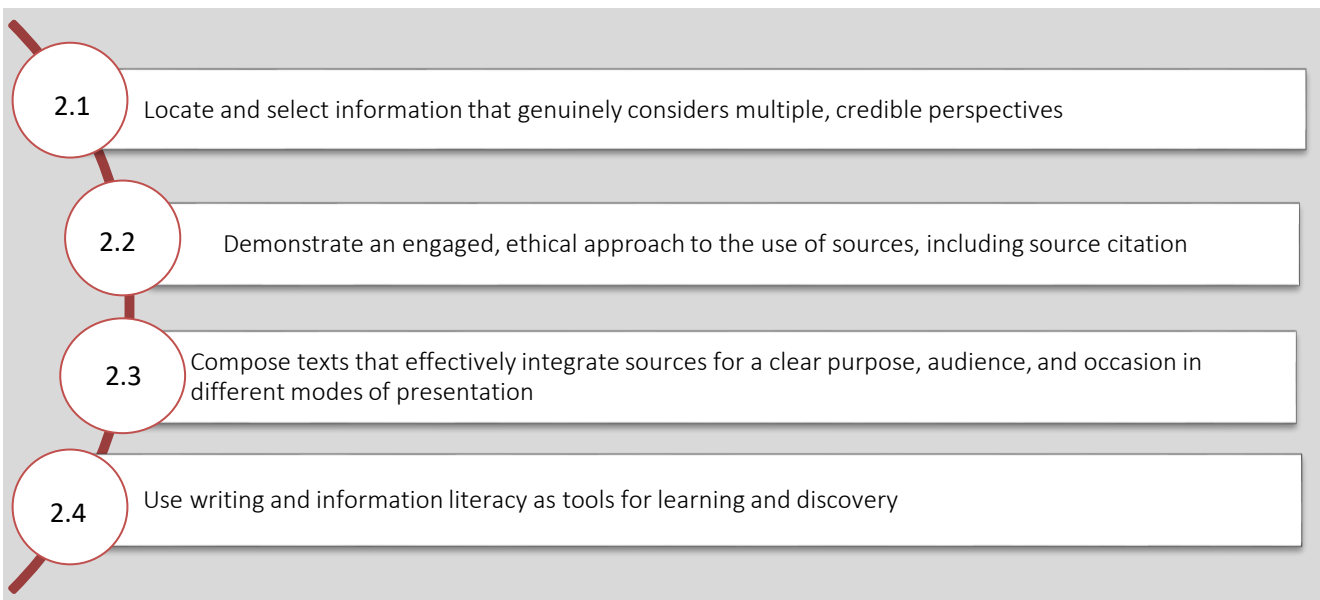 2.1
Locate and select information that genuinely considers multiple, credible perspectives
2.2
Demonstrate an engaged, ethical approach to the use of sources, including source citation
2.3
Compose texts that effectively integrate sources for a clear purpose, audience, and occasion in
different modes of presentation
2.4
Use writing and information literacy as tools for learning and discovery